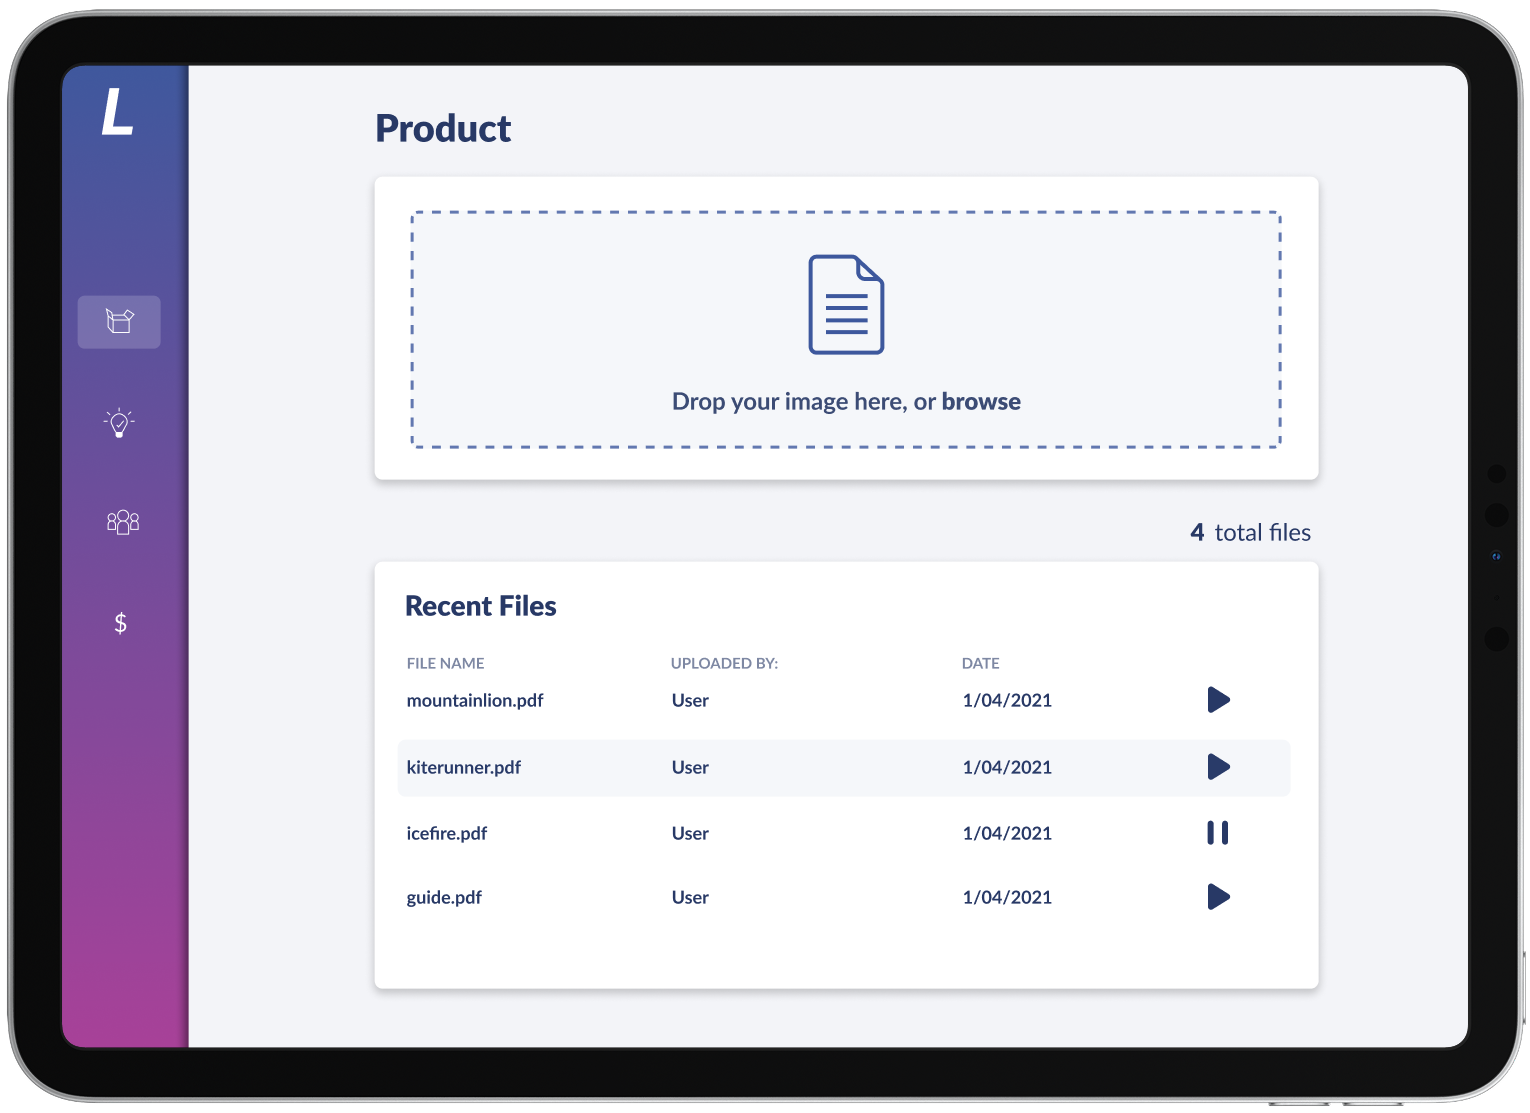 L
Product
Drop your image here, or browse
4 total files
Recent Files
FILE NAME UPLOADED BY: DATE
mountainlion.pdf User 1/04/2021
kiterunner.pdf User 1/04/2021
icefire.pdf User 1/04/2021
$
guide.pdf User 1/04/2021